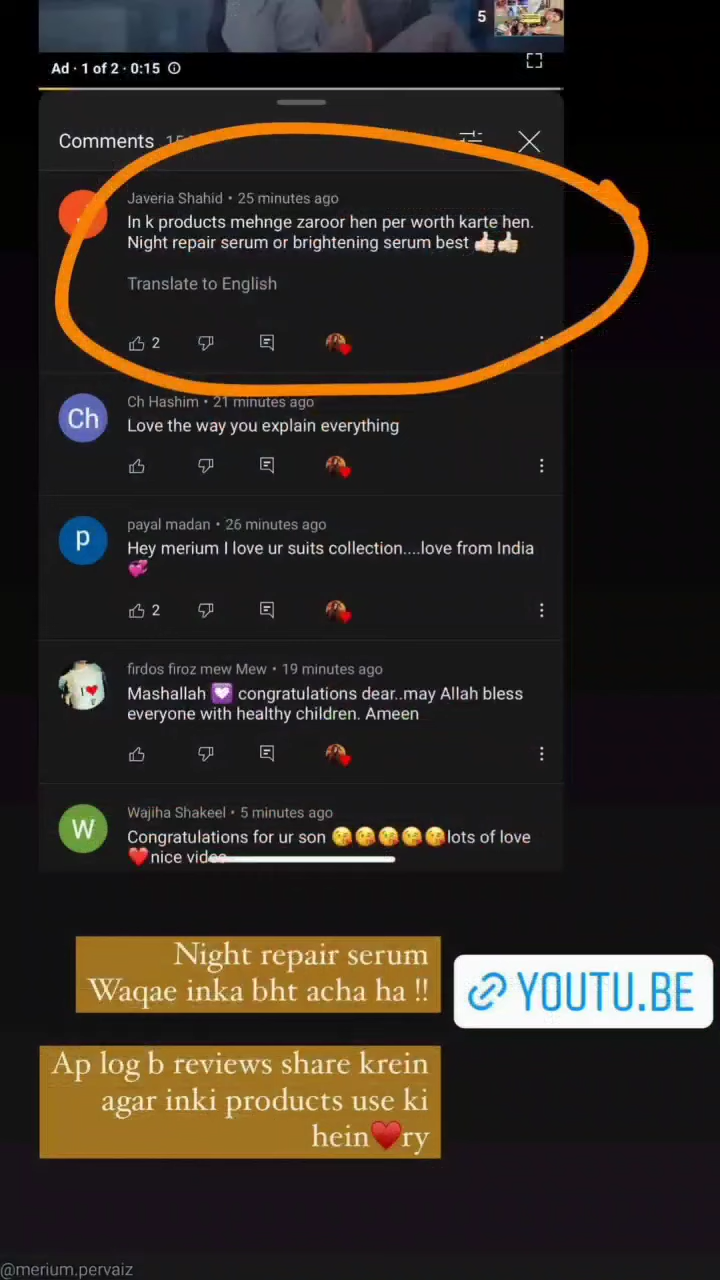 5
Ad · 1 of 2 · 0:15
Comments
Javeria Shahid • 25 minutes ago
In k products mehnge zaroor hen per worth karte hen.
Night repair serum or brightening serum best 👍🏻👍🏻
Translate to English
2
Ch
Ch Hashim • 21 minutes ago
Love the way you explain everything
p
payal madan • 26 minutes ago
Hey merium I love ur suits collection....love from India
💞
2
firdos firoz mew Mew • 19 minutes ago
Mashallah 💟 congratulations dear..may Allah bless
everyone with healthy children. Ameen
W
Wajiha Shakeel • 5 minutes ago
Congratulations for ur son 😘😘😘😘😘lots of love
❤️nice video
Night repair serum
Waqae inka bht acha ha !!
YOUTU.BE
Ap log b reviews share krein
agar inki products use ki
hein♥️ry
@merium.pervaiz